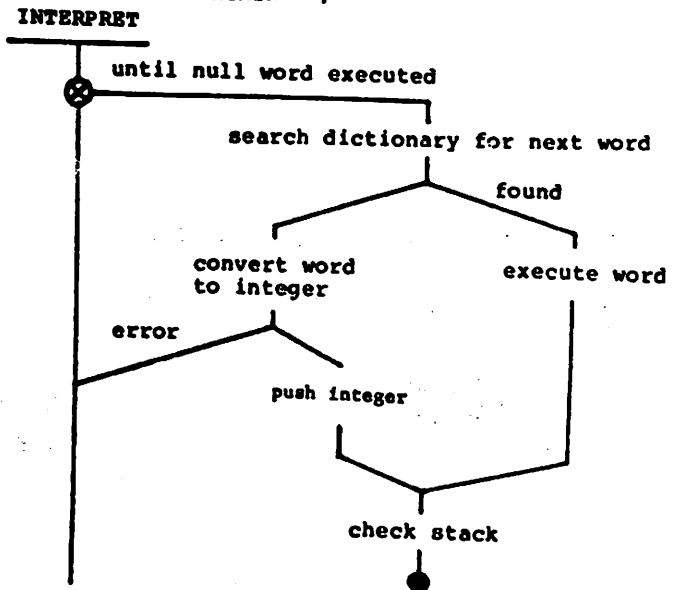 INTERPRET
until null word executed
search dictionary for next word
found
convert word
to integer
execute word
error
push integer
check stack